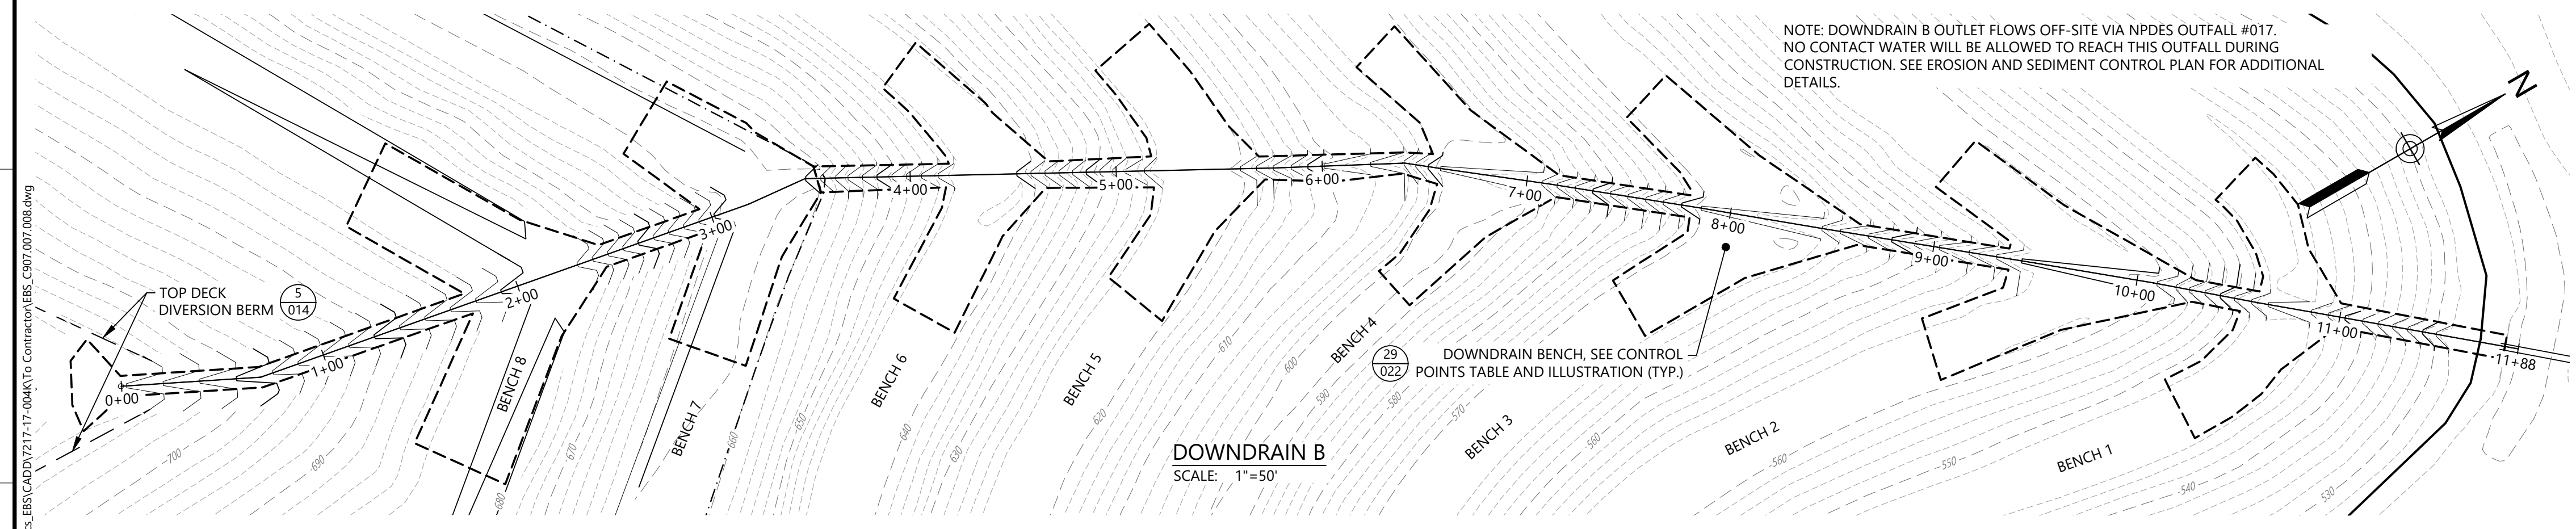 NOTE: DOWNDRAIN B OUTLET FLOWS OFF-SITE VIA NPDES OUTFALL #017.
NO CONTACT WATER WILL BE ALLOWED TO REACH THIS OUTFALL DURING
CONSTRUCTION. SEE EROSION AND SEDIMENT CONTROL PLAN FOR ADDITIONAL
DETAILS.
N
TOP DECK
DIVERSION BERM
5
014
0+00
1+00
2+00
3+00
4+00
5+00
6+00
7+00
8+00
9+00
10+00
11+00
11+88
BENCH 8
BENCH 7
BENCH 6
BENCH 5
BENCH 4
BENCH 3
BENCH 2
BENCH 1
29
022
DOWNDRAIN BENCH, SEE CONTROL
POINTS TABLE AND ILLUSTRATION (TYP.)
700
690
680
670
660
650
640
630
620
610
600
590
580
570
560
560
550
540
530
DOWNDRAIN B
SCALE: 1"=50'
cs_EBS\CADD\7217-17-004K\To Contractor\EBS_C907.007.008.dwg